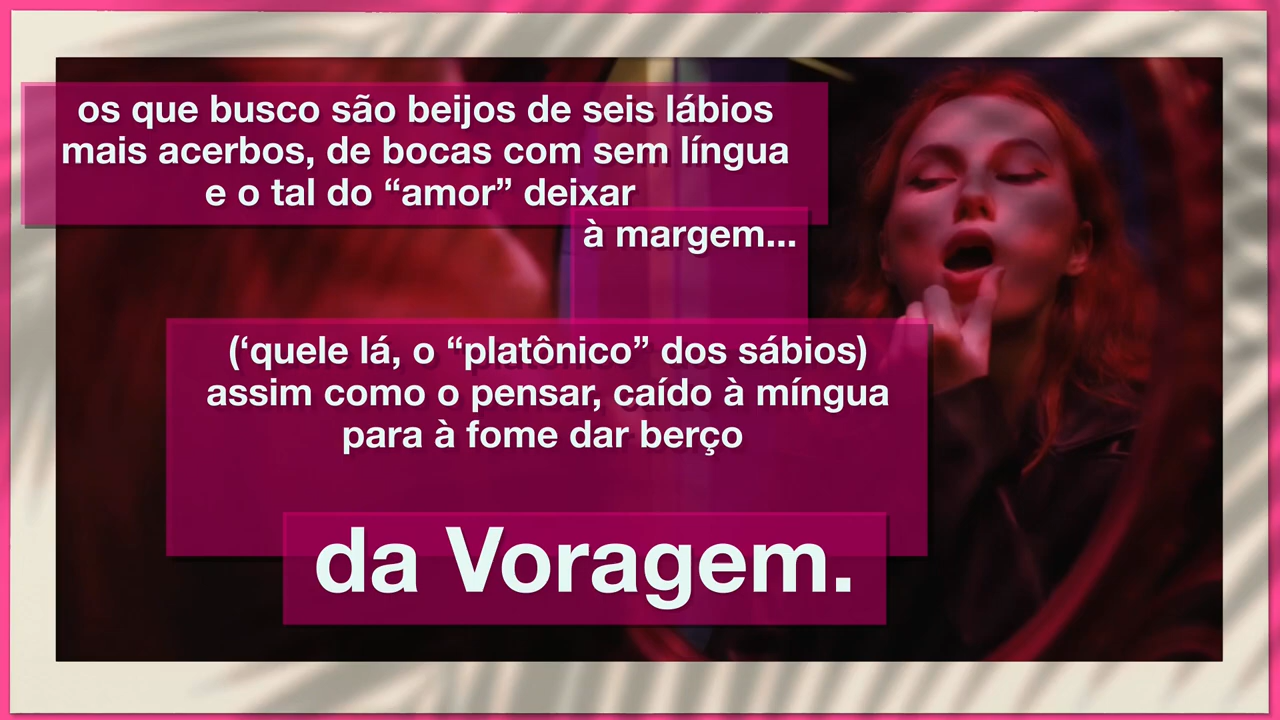 os que busco são beijos de seis lábios
mais acerbos, de bocas com sem língua
e o tal do “amor” deixar
à margem...
(‘quele lá, o “platônico” dos sábios)
assim como o pensar, caído à míngua
para à fome dar berço
da Voragem.